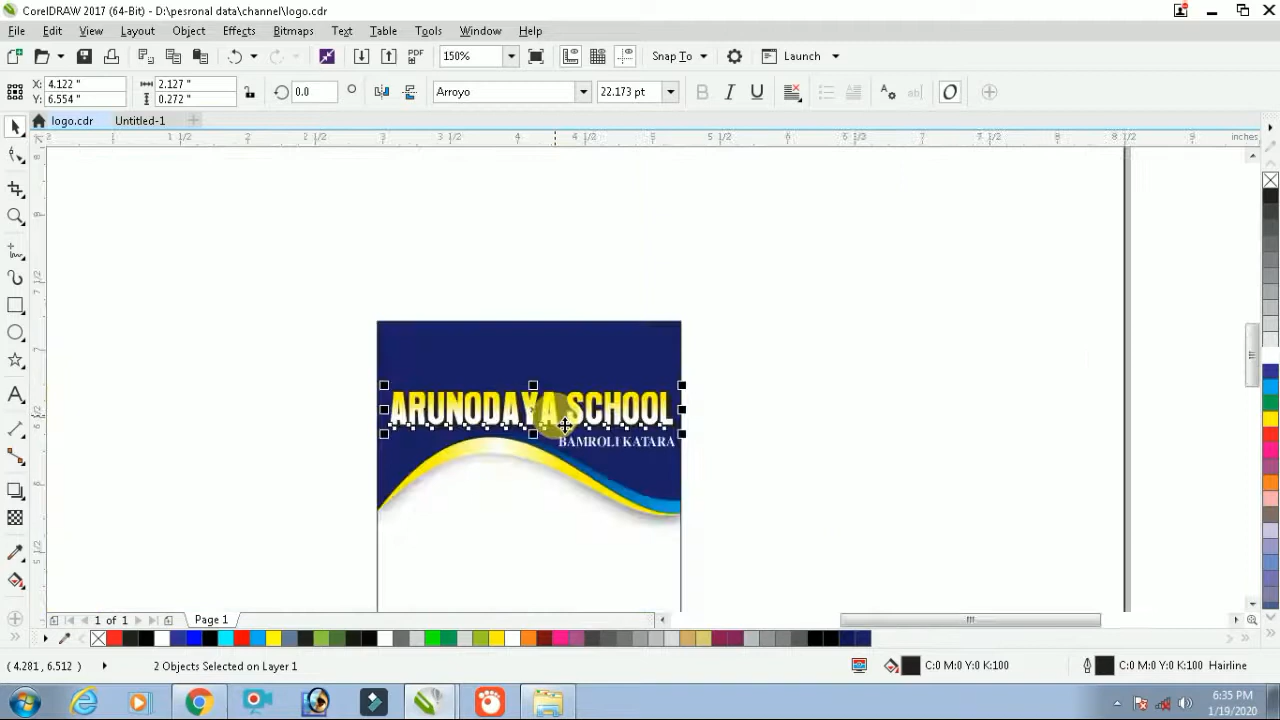 CorelDRAW 2017 (64-Bit) - D:\pesronal data\channel\logo.cdr
File Edit View Layout Object Effects Bitmaps Text Table Tools Window Help
PDF 150% Snap To Launch
X: 4.122 " 2.127 " 0.0 Arroyo 22.173 pt
Y: 6.554 " 0.272 "
logo.cdr Untitled-1
inches
ARUNODAYA SCHOOL
BAMROLI KATARA
1 of 1 Page 1
( 4.281 , 6.512 ) 2 Objects Selected on Layer 1 C:0 M:0 Y:0 K:100 C:0 M:0 Y:0 K:100 Hairline
6:35 PM
1/19/2020